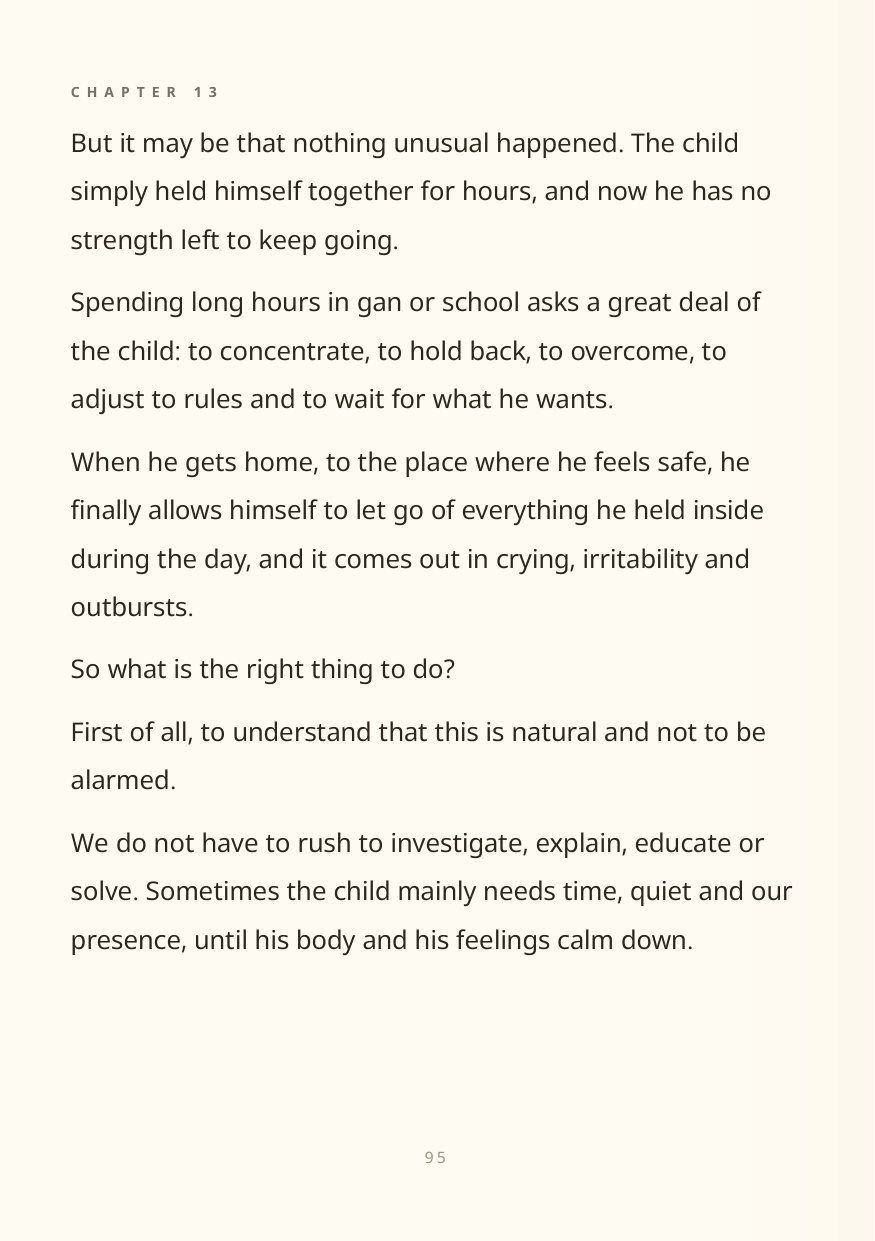 CHAPTER 13
But it may be that nothing unusual happened. The child
simply held himself together for hours, and now he has no
strength left to keep going.
Spending long hours in gan or school asks a great deal of
the child: to concentrate, to hold back, to overcome, to
adjust to rules and to wait for what he wants.
When he gets home, to the place where he feels safe, he
finally allows himself to let go of everything he held inside
during the day, and it comes out in crying, irritability and
outbursts.
So what is the right thing to do?
First of all, to understand that this is natural and not to be
alarmed.
We do not have to rush to investigate, explain, educate or
solve. Sometimes the child mainly needs time, quiet and our
presence, until his body and his feelings calm down.
95